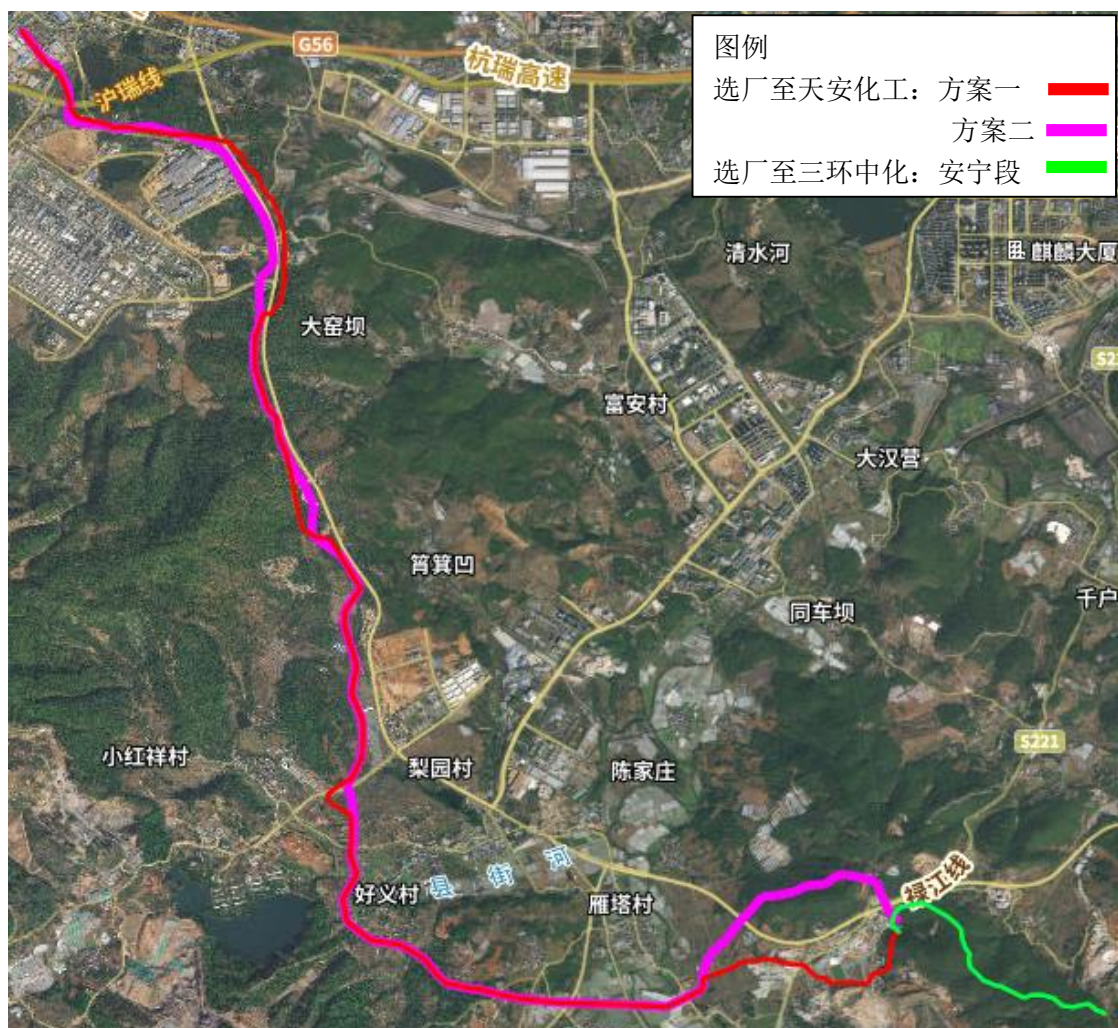 图例
选厂至天安化工：方案一
方案二
选厂至三环中化：安宁段
G56
杭瑞高速
沪瑞线
清水河
麒麟大厦
大窑坝
S2
富安村
大汉营
筲箕凹
同车坝
千户
S221
小红祥村
梨园村
陈家庄
县街河
禄江线
好义村
雁塔村